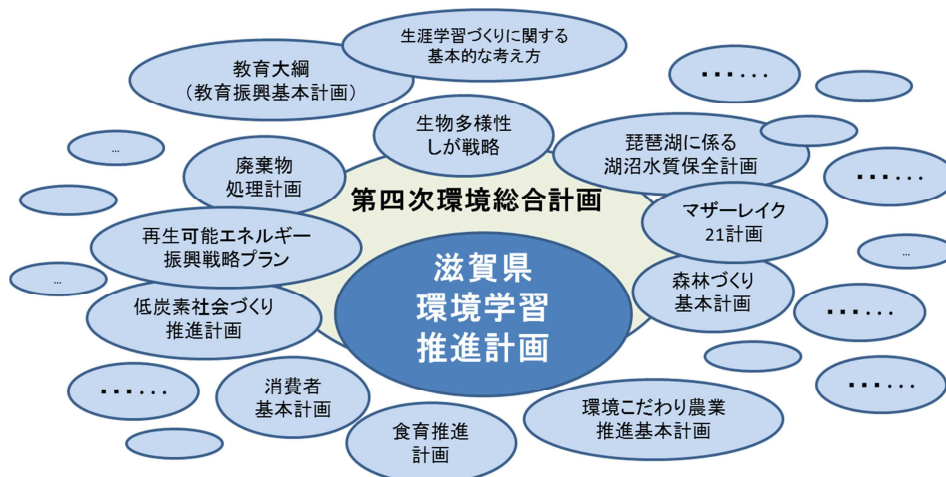 生涯学習づくりに関する
基本的な考え方
教育大綱
（教育振興基本計画）
▪▪▪・・・
...
生物多様性
しが戦略
琵琶湖に係る
湖沼水質保全計画
廃棄物
処理計画
▪▪▪・・・
第四次環境総合計画
マザーレイク
21計画
再生可能エネルギー
振興戦略プラン
...
...
滋賀県
環境学習
推進計画
森林づくり
基本計画
低炭素社会づくり
推進計画
▪▪▪・・・
▪▪▪・・・
消費者
基本計画
▪▪▪・・・
環境こだわり農業
推進基本計画
食育推進
計画